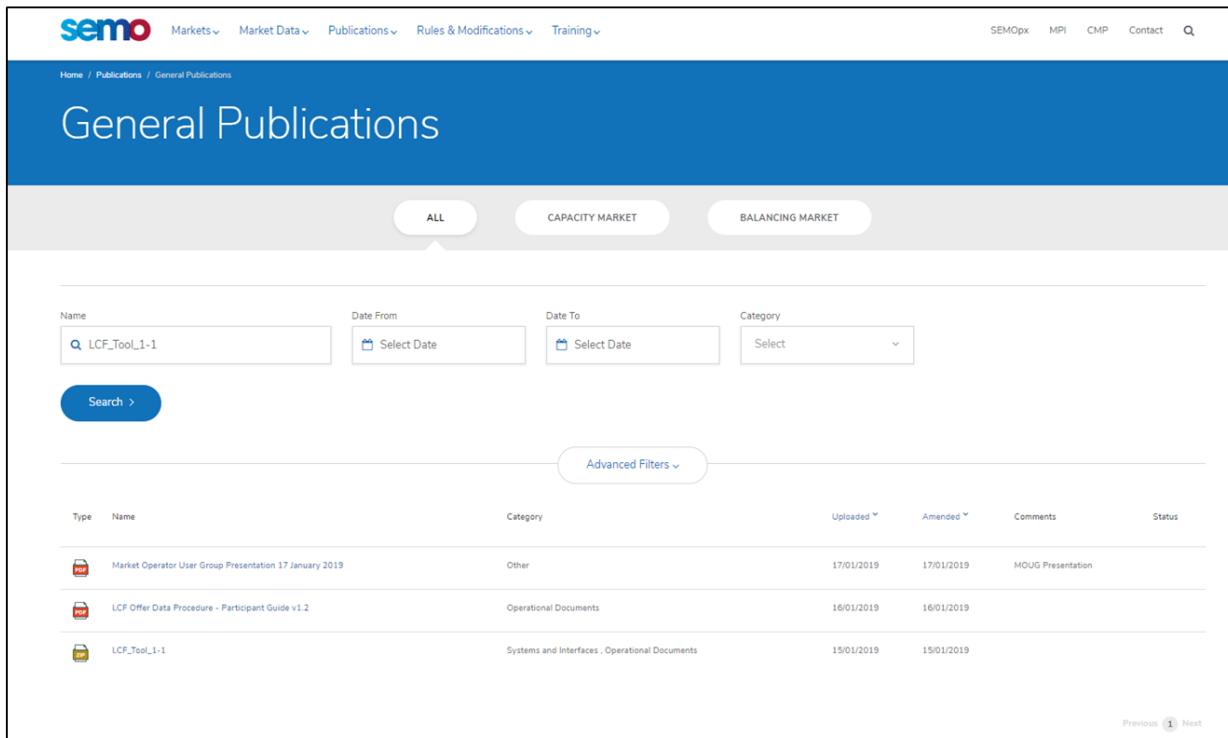 semo Markets Market Data Publications Rules & Modifications Training SEMOpx MPI CMP Contact
Home / Publications / General Publications
General Publications
ALL CAPACITY MARKET BALANCING MARKET
Name Date From Date To Category
LCF_Tool_1-1 Select Date Select Date Select
Search >
Advanced Filters
Type Name Category Uploaded Amended Comments Status
PDF Market Operator User Group Presentation 17 January 2019 Other 17/01/2019 17/01/2019 MOUG Presentation
PDF LCF Offer Data Procedure - Participant Guide v1.2 Operational Documents 16/01/2019 16/01/2019
ZIP LCF_Tool_1-1 Systems and Interfaces , Operational Documents 15/01/2019 15/01/2019
Previous 1 Next